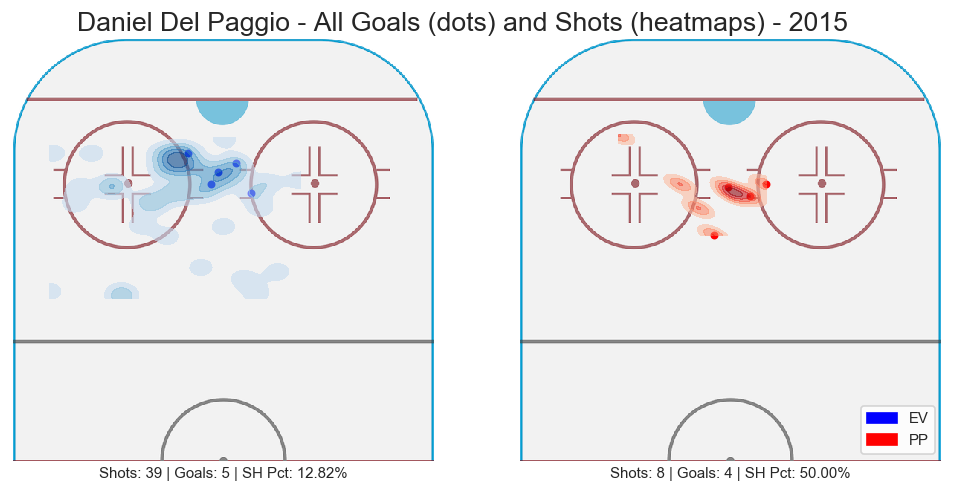 Daniel Del Paggio - All Goals (dots) and Shots (heatmaps) - 2015
EV
PP
Shots: 39 | Goals: 5 | SH Pct: 12.82%
Shots: 8 | Goals: 4 | SH Pct: 50.00%